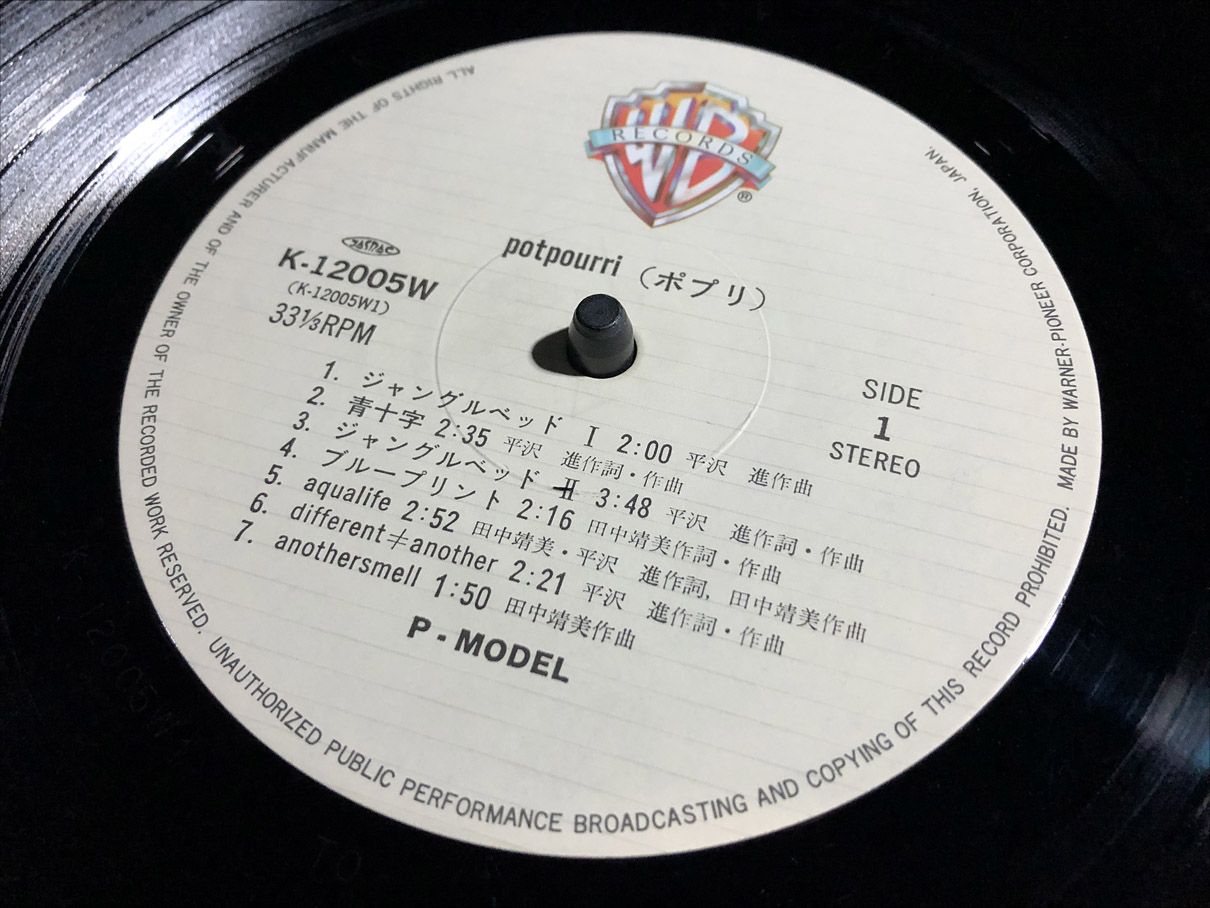 RECORDS
®
potpourri (ポプリ)
JASRAC
K-12005W
(K-12005W1)
33⅓RPM
SIDE
1
STEREO
1. ジャングルベッド Ⅰ 2:00 平沢 進作曲
2. 青十字 2:35 平沢 進作詞・作曲
3. ジャングルベッド Ⅱ 3:48 平沢 進作詞・作曲
4. ブループリント 2:16 田中靖美作詞・作曲
5. aqualife 2:52 田中靖美・平沢 進作詞, 田中靖美作曲
6. different≠another 2:21 平沢 進作詞・作曲
7. anothersmell 1:50 田中靖美作曲
P-MODEL
ALL RIGHTS OF THE MANUFACTURER AND OF THE OWNER OF THE RECORDED WORK RESERVED. UNAUTHORIZED PUBLIC PERFORMANCE BROADCASTING AND COPYING OF THIS RECORD PROHIBITED. MADE BY WARNER-PIONEER CORPORATION, JAPAN.